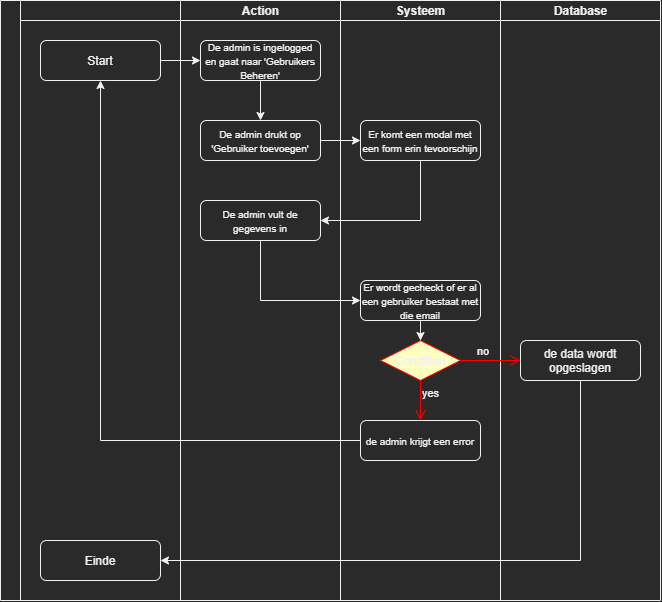 Action
Systeem
Database
Start
De admin is ingelogged
en gaat naar 'Gebruikers
Beheren'
De admin drukt op
'Gebruiker toevoegen'
Er komt een modal met
een form erin tevoorschijn
De admin vult de
gegevens in
Er wordt gecheckt of er al
een gebruiker bestaat met
die email
Condition
no
de data wordt
opgeslagen
yes
de admin krijgt een error
Einde